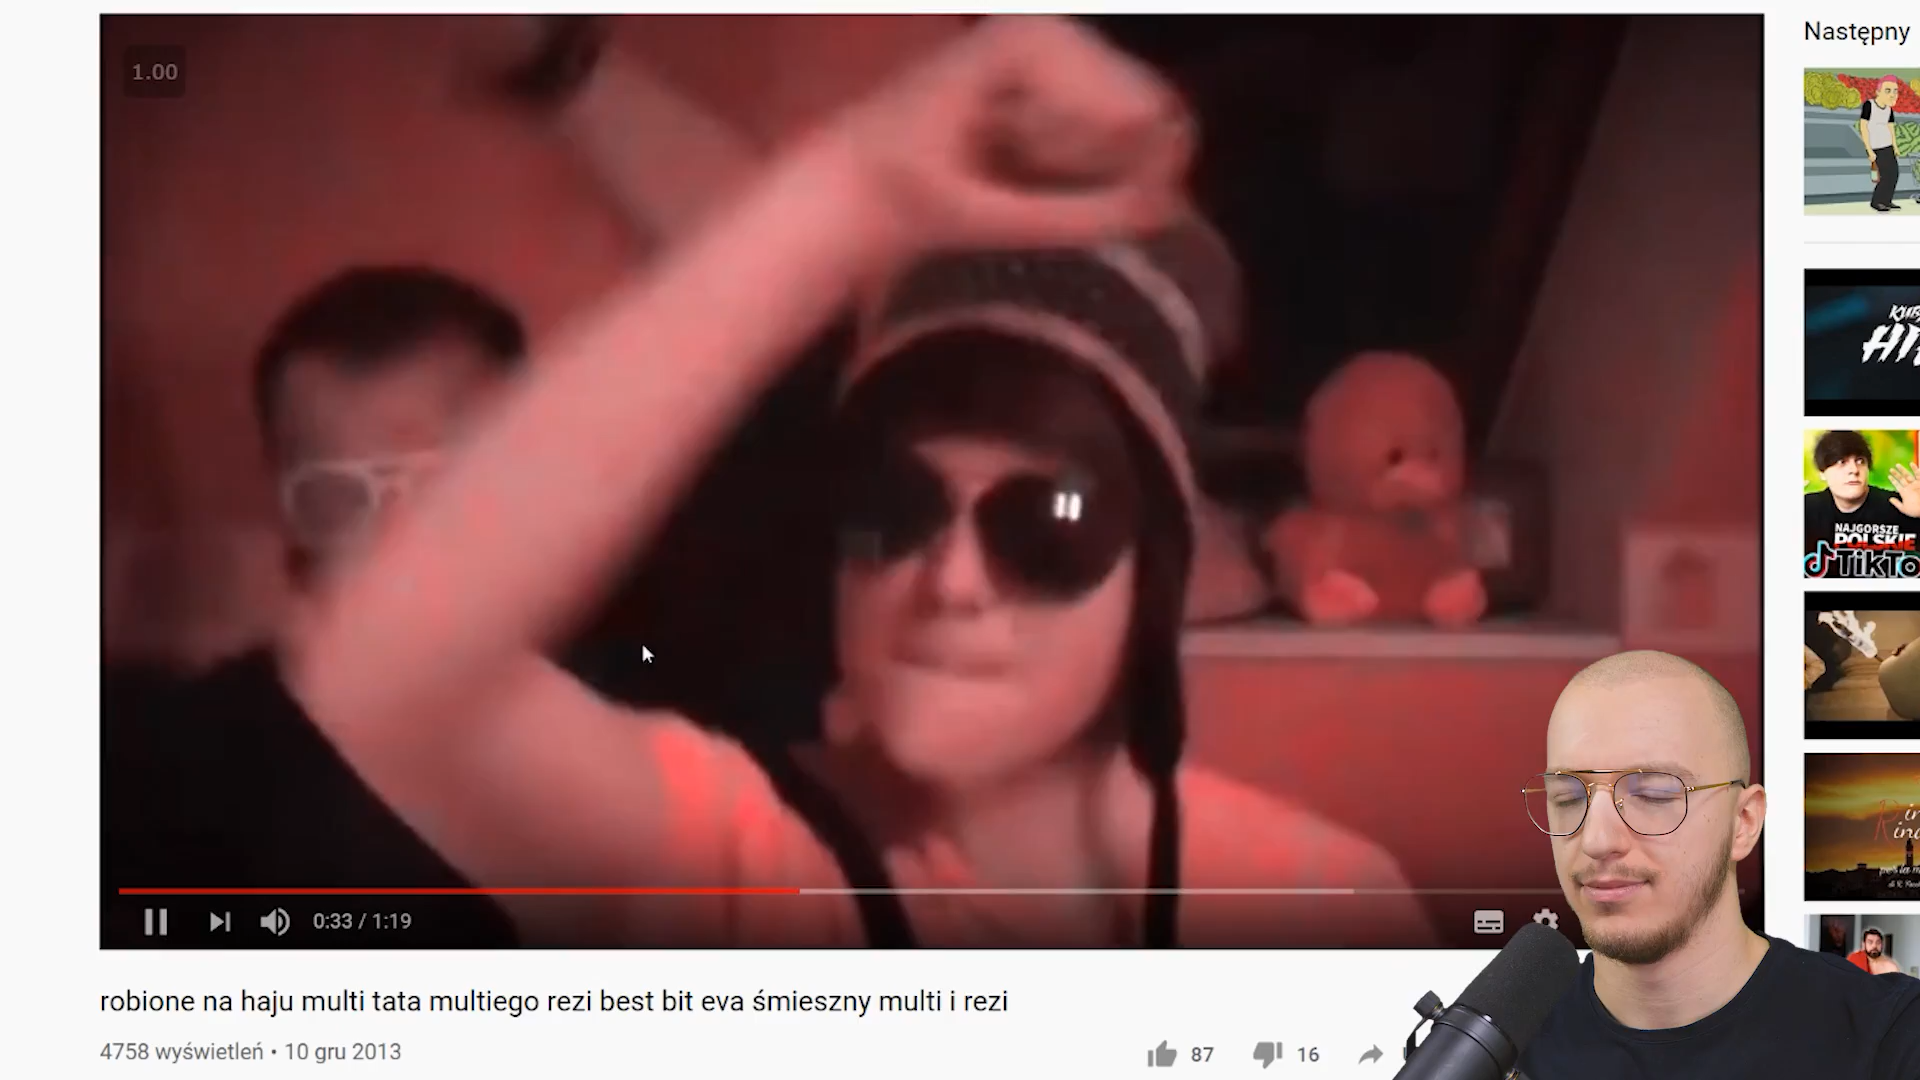 1.00
Następny
NAJGORSZE
POLSKIE
0:33 / 1:19
robione na haju multi tata multiego rezi best bit eva śmieszny multi i rezi
4758 wyświetleń • 10 gru 2013
87
16